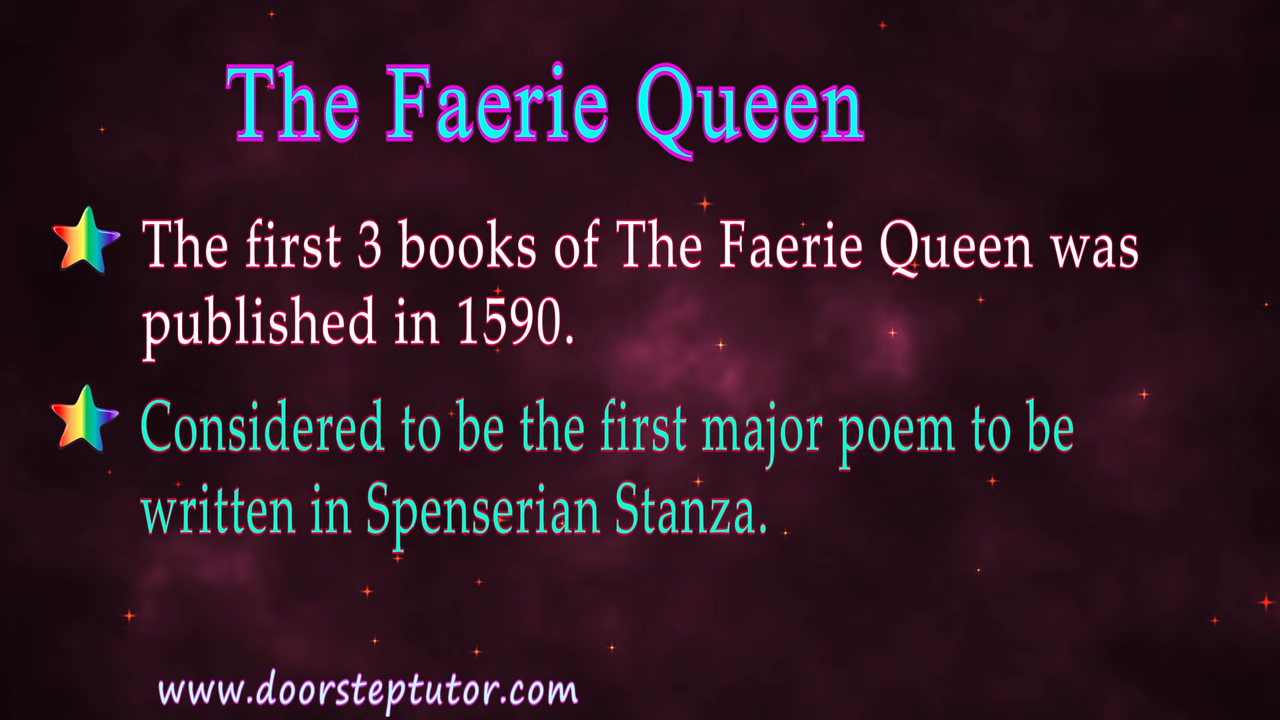 The Faerie Queen
The first 3 books of The Faerie Queen was
published in 1590.
Considered to be the first major poem to be
written in Spenserian Stanza.
www.doorsteptutor.com